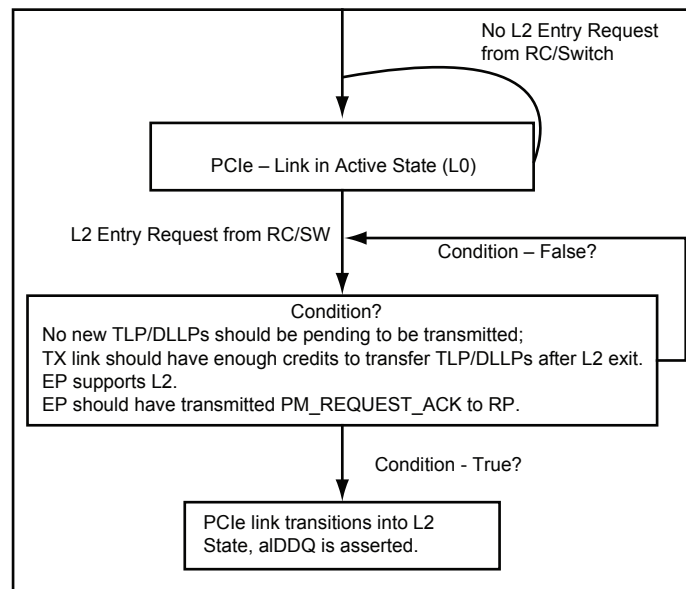 No L2 Entry Request
from RC/Switch
PCIe – Link in Active State (L0)
L2 Entry Request from RC/SW
Condition – False?
Condition?
No new TLP/DLLPs should be pending to be transmitted;
TX link should have enough credits to transfer TLP/DLLPs after L2 exit.
EP supports L2.
EP should have transmitted PM_REQUEST_ACK to RP.
Condition - True?
PCIe link transitions into L2
State, alDDQ is asserted.